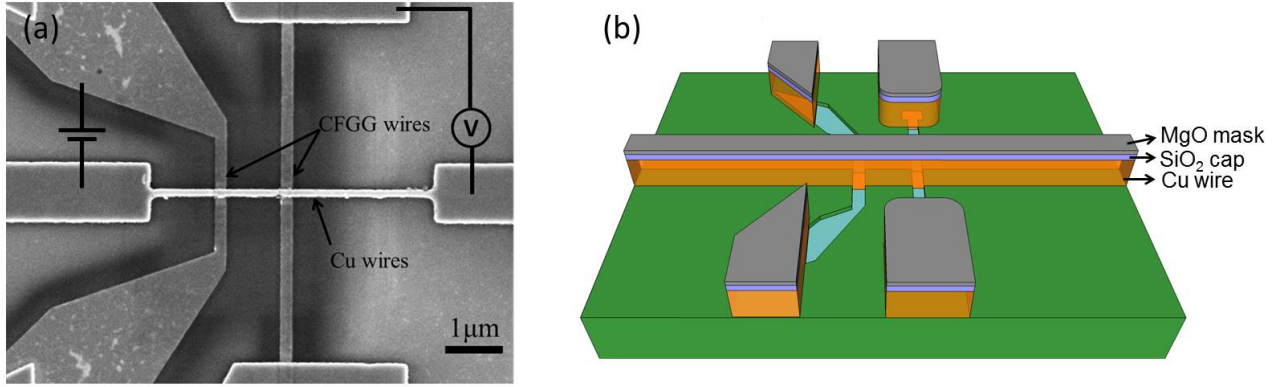 (a)
V
CFGG wires
Cu wires
1μm
(b)
MgO mask
SiO₂ cap
Cu wire